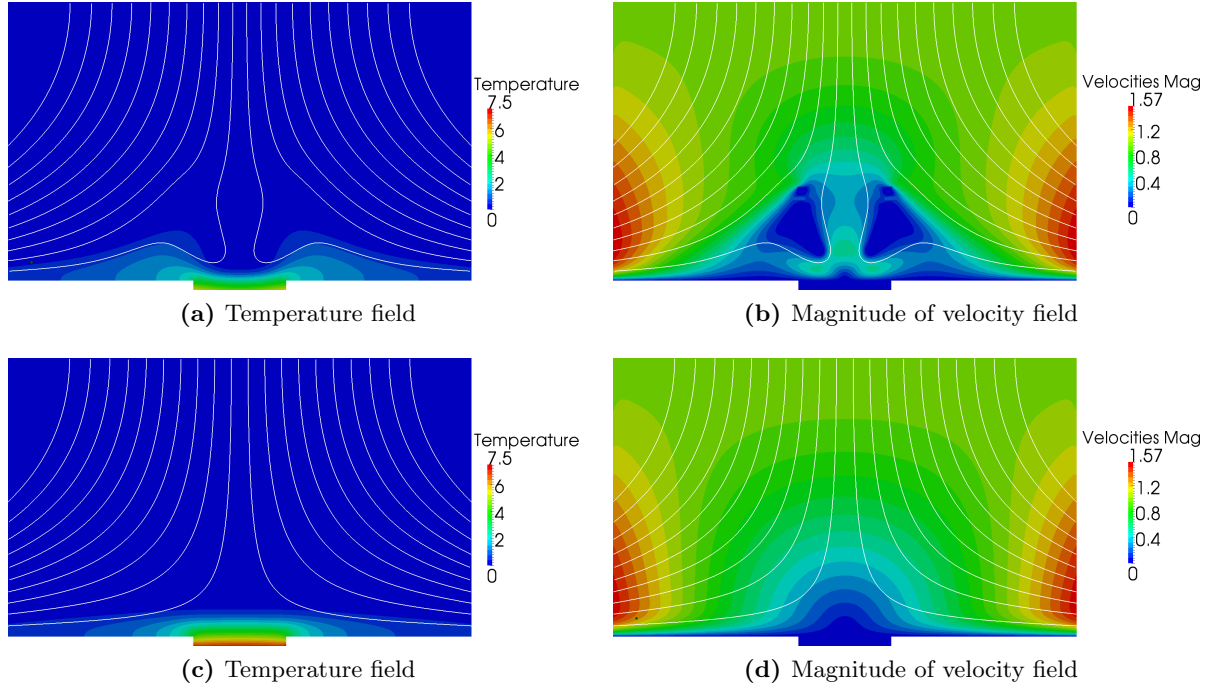 Temperature
7.5
6
4
2
0
Velocities Mag
1.57
1.2
0.8
0.4
0
(a) Temperature field
(b) Magnitude of velocity field
Temperature
7.5
6
4
2
0
Velocities Mag
1.57
1.2
0.8
0.4
0
(c) Temperature field
(d) Magnitude of velocity field